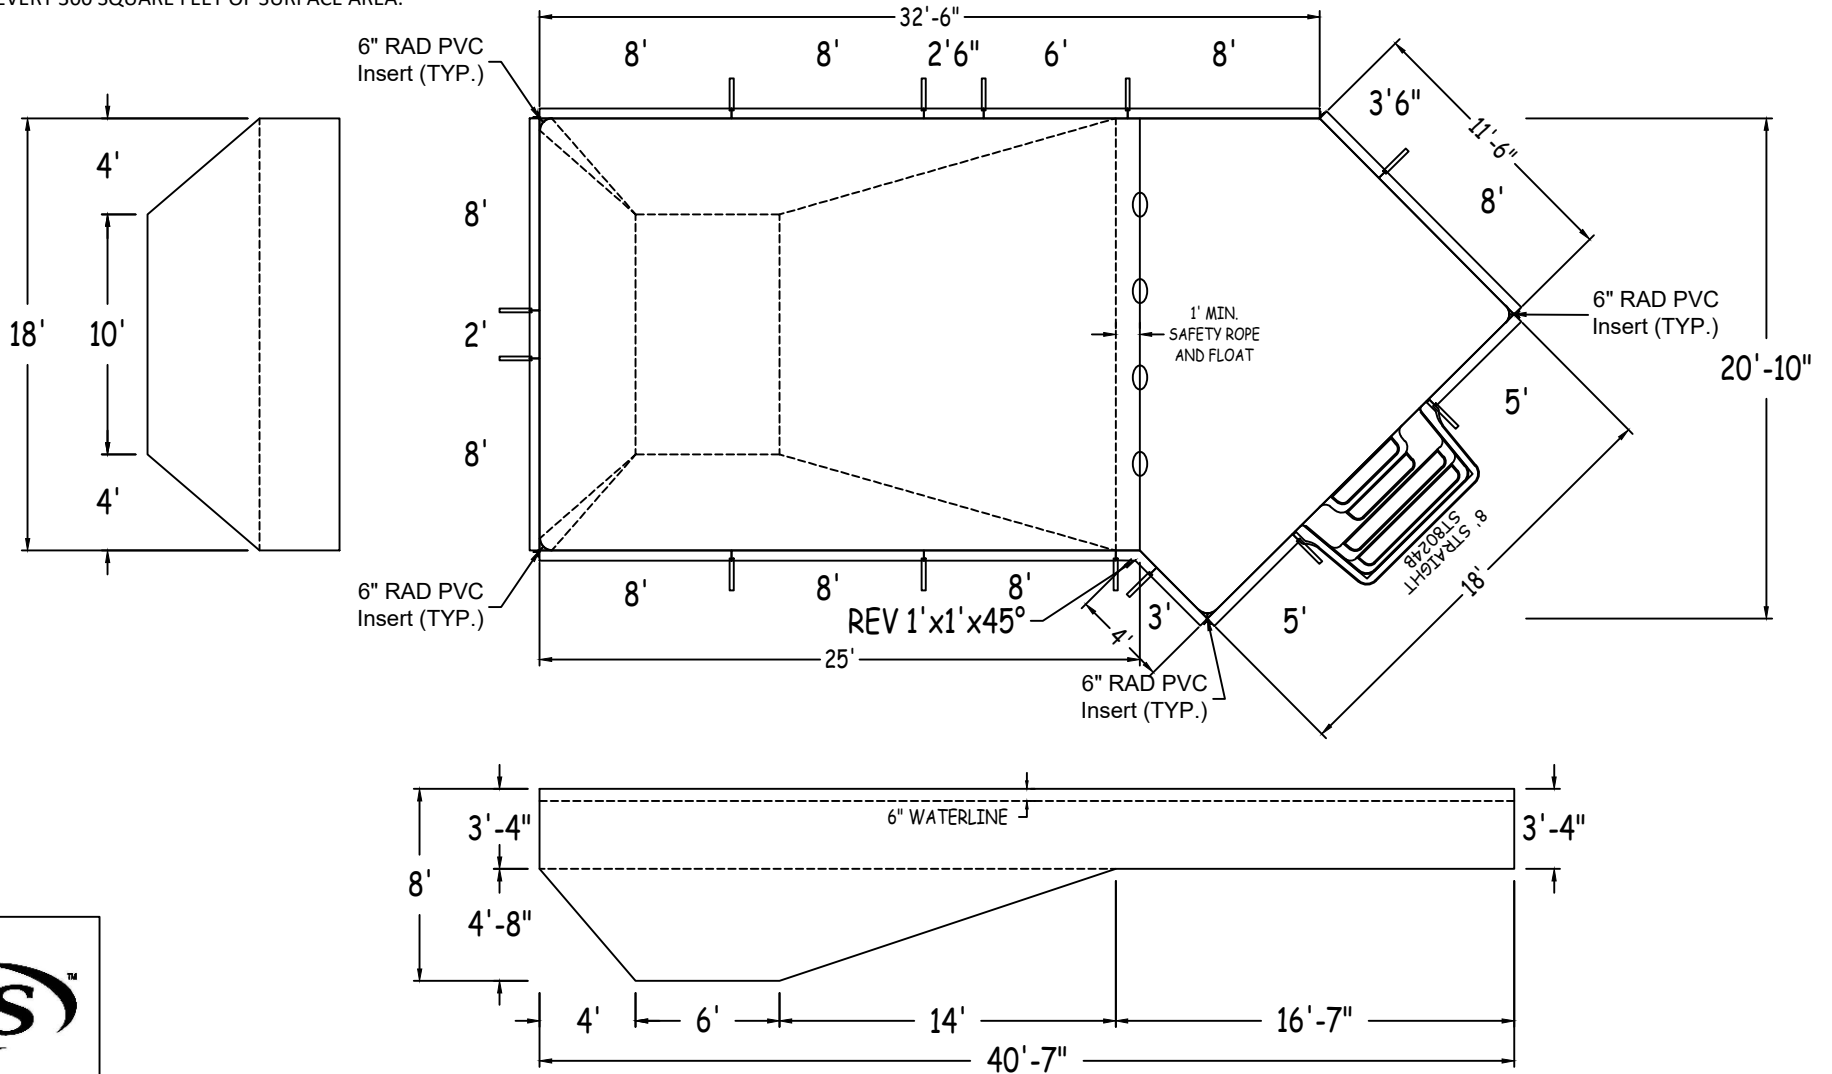 EVERY 300 SQUARE FEET OF SURFACE AREA.
32'-6"
6" RAD PVC
Insert (TYP.)
8'
8'
2'6"
6'
8'
3'6"
11'-6"
8'
4'
18'
10'
4'
8'
2'
8'
1' MIN.
SAFETY ROPE
AND FLOAT
6" RAD PVC
Insert (TYP.)
20'-10"
5'
8' STRAIGHT
ST8024B
18'
5'
6" RAD PVC
Insert (TYP.)
8'
8'
8'
REV 1'x1'x45°
3'
4'
25'
6" RAD PVC
Insert (TYP.)
6" WATERLINE
3'-4"
3'-4"
8'
4'-8"
4'
6'
14'
16'-7"
40'-7"
S
TM